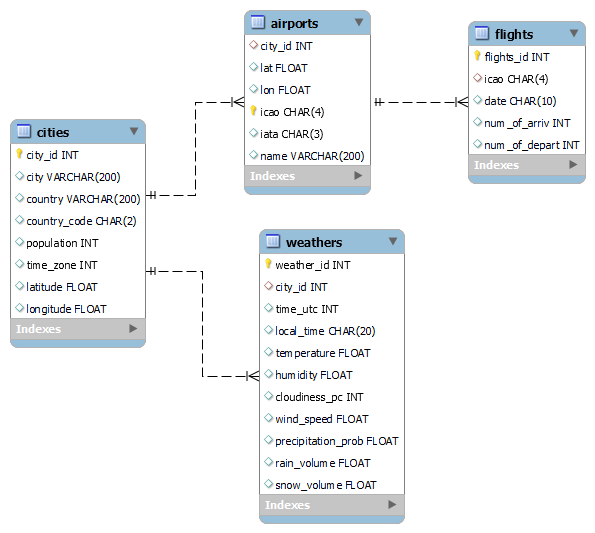 airports
city_id INT
lat FLOAT
lon FLOAT
icao CHAR(4)
iata CHAR(3)
name VARCHAR(200)
Indexes
flights
flights_id INT
icao CHAR(4)
date CHAR(10)
num_of_arriv INT
num_of_depart INT
Indexes
cities
city_id INT
city VARCHAR(200)
country VARCHAR(200)
country_code CHAR(2)
population INT
time_zone INT
latitude FLOAT
longitude FLOAT
Indexes
weathers
weather_id INT
city_id INT
time_utc INT
local_time CHAR(20)
temperature FLOAT
humidity FLOAT
cloudiness_pc INT
wind_speed FLOAT
precipitation_prob FLOAT
rain_volume FLOAT
snow_volume FLOAT
Indexes